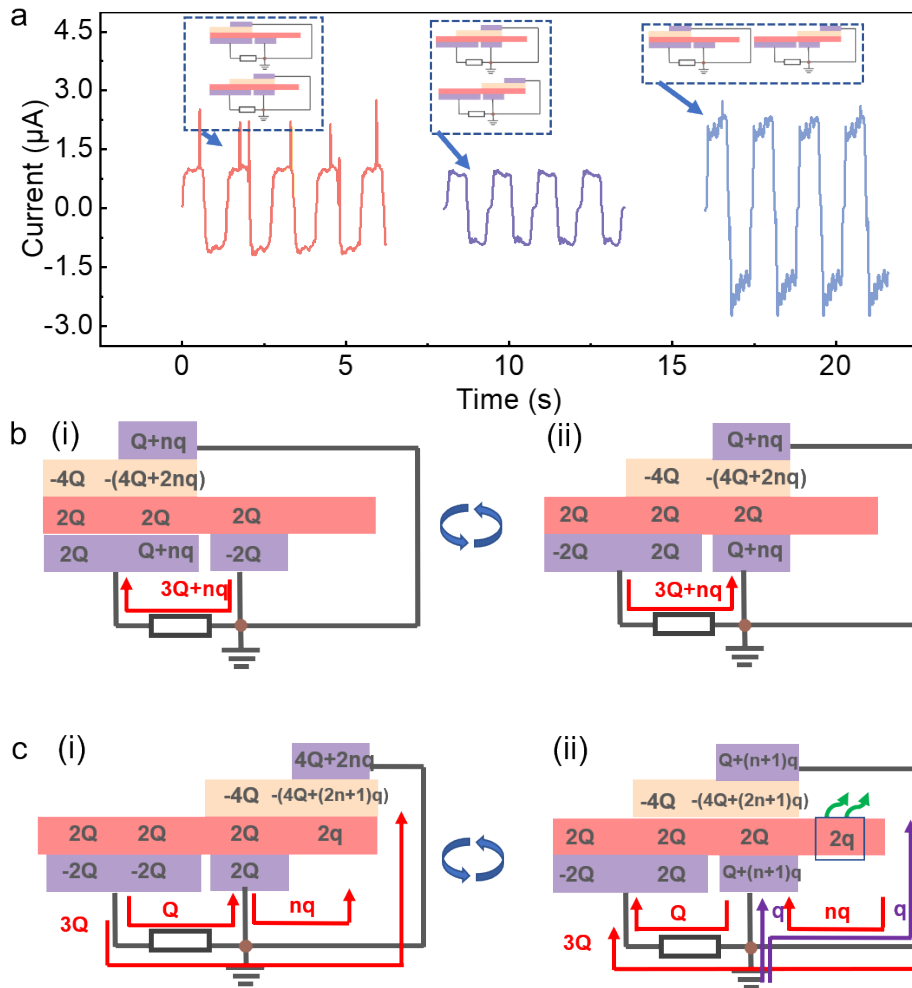 a
Current (μA)
4.5
3.0
1.5
0.0
-1.5
-3.0
0 5 10 15 20
Time (s)
b (i)
Q+nq
-4Q -(4Q+2nq)
2Q 2Q 2Q
2Q Q+nq -2Q
3Q+nq
(ii)
Q+nq
-4Q -(4Q+2nq)
2Q 2Q 2Q
-2Q 2Q Q+nq
3Q+nq
c (i)
4Q+2nq
-4Q -(4Q+(2n+1)q)
2Q 2Q 2Q 2q
-2Q -2Q 2Q
3Q Q nq
(ii)
Q+(n+1)q
-4Q -(4Q+(2n+1)q)
2Q 2Q 2Q 2q
-2Q 2Q Q+(n+1)q
3Q Q q nq q